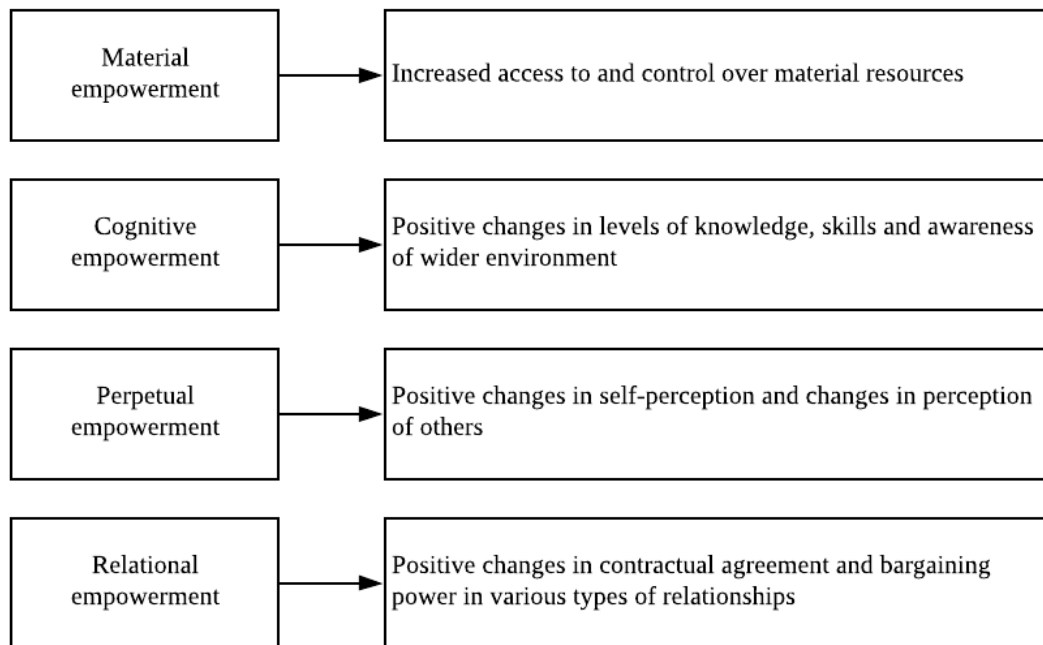 Material
empowerment
Increased access to and control over material resources
Cognitive
empowerment
Positive changes in levels of knowledge, skills and awareness
of wider environment
Perpetual
empowerment
Positive changes in self-perception and changes in perception
of others
Relational
empowerment
Positive changes in contractual agreement and bargaining
power in various types of relationships